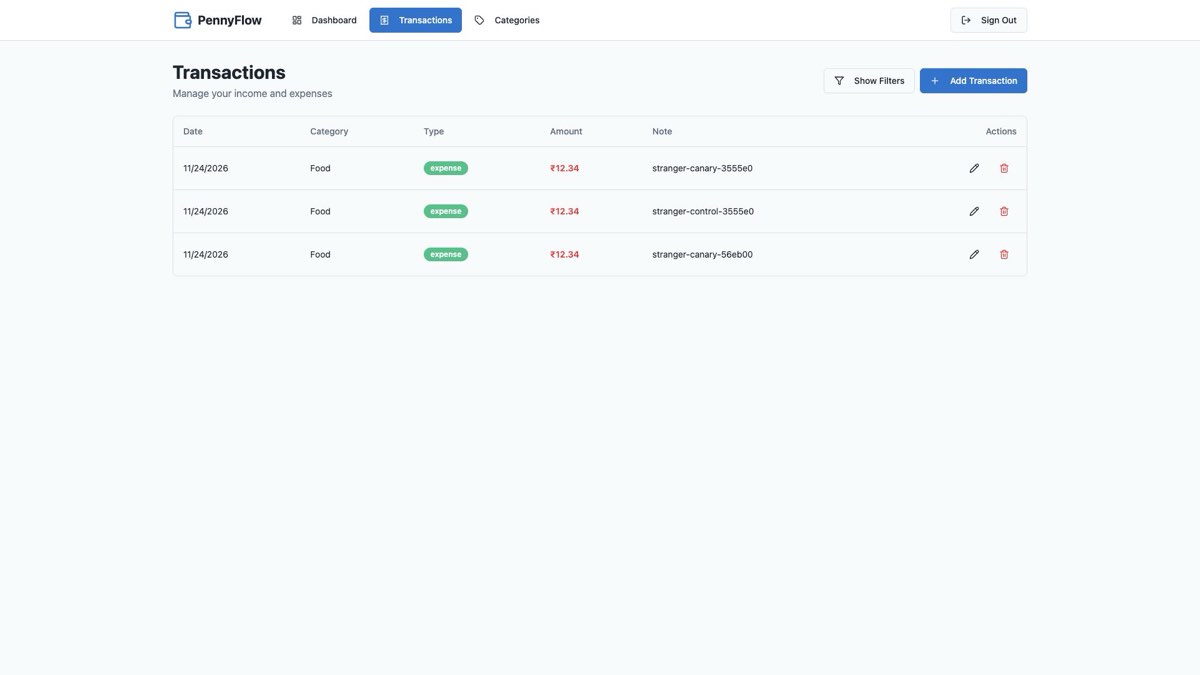 PennyFlow Dashboard Transactions Categories Sign Out
Transactions
Manage your income and expenses
Show Filters Add Transaction
Date Category Type Amount Note Actions
11/24/2026 Food expense ₹12.34 stranger-canary-3555e0
11/24/2026 Food expense ₹12.34 stranger-control-3555e0
11/24/2026 Food expense ₹12.34 stranger-canary-56eb00